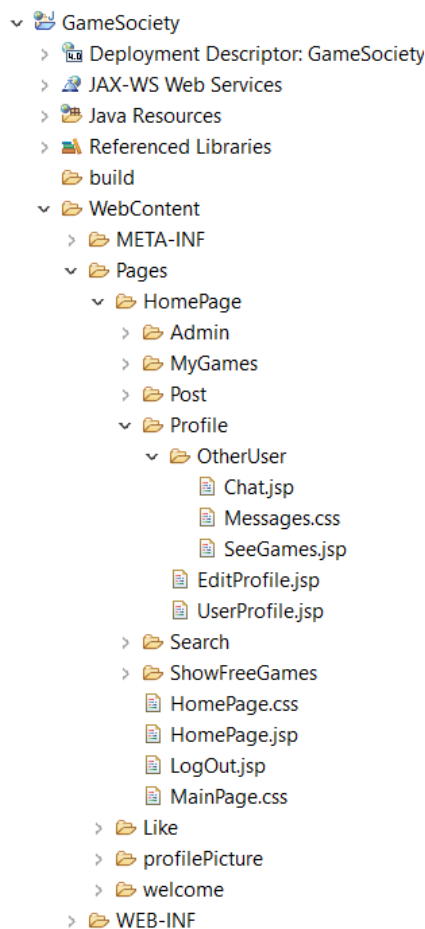 GameSociety
4.0 Deployment Descriptor: GameSociety
JAX-WS Web Services
Java Resources
Referenced Libraries
build
WebContent
META-INF
Pages
HomePage
Admin
MyGames
Post
Profile
OtherUser
Chat.jsp
Messages.css
SeeGames.jsp
EditProfile.jsp
UserProfile.jsp
Search
ShowFreeGames
HomePage.css
HomePage.jsp
LogOut.jsp
MainPage.css
Like
profilePicture
welcome
WEB-INF